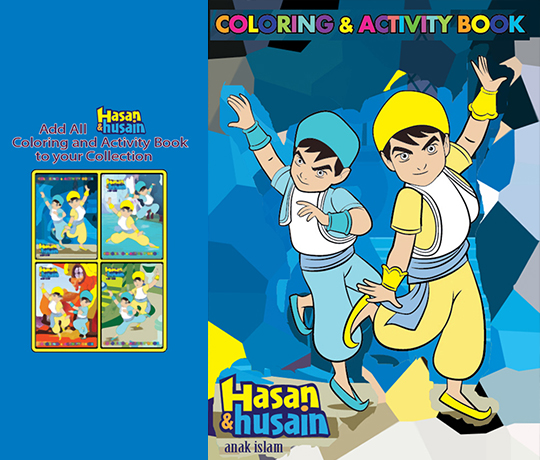 Add All Hasan & husain
Coloring and Activity Book
to your Collection
COLORING & ACTIVITY BOOK
Hasan
& husain
anak islam